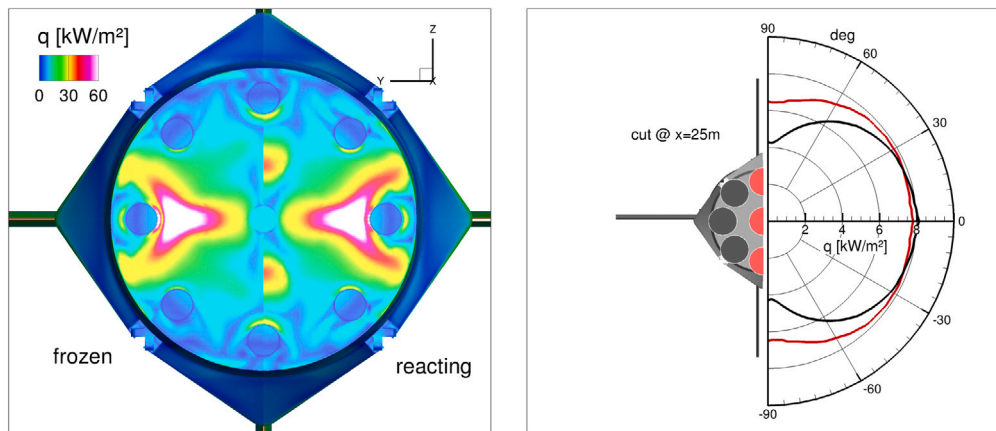 q [kW/m²]
0 30 60
Z
Y
X
frozen
reacting
deg
90
60
30
0
-30
-60
-90
cut @ x=25m
2 4 6 8
q [kW/m²]